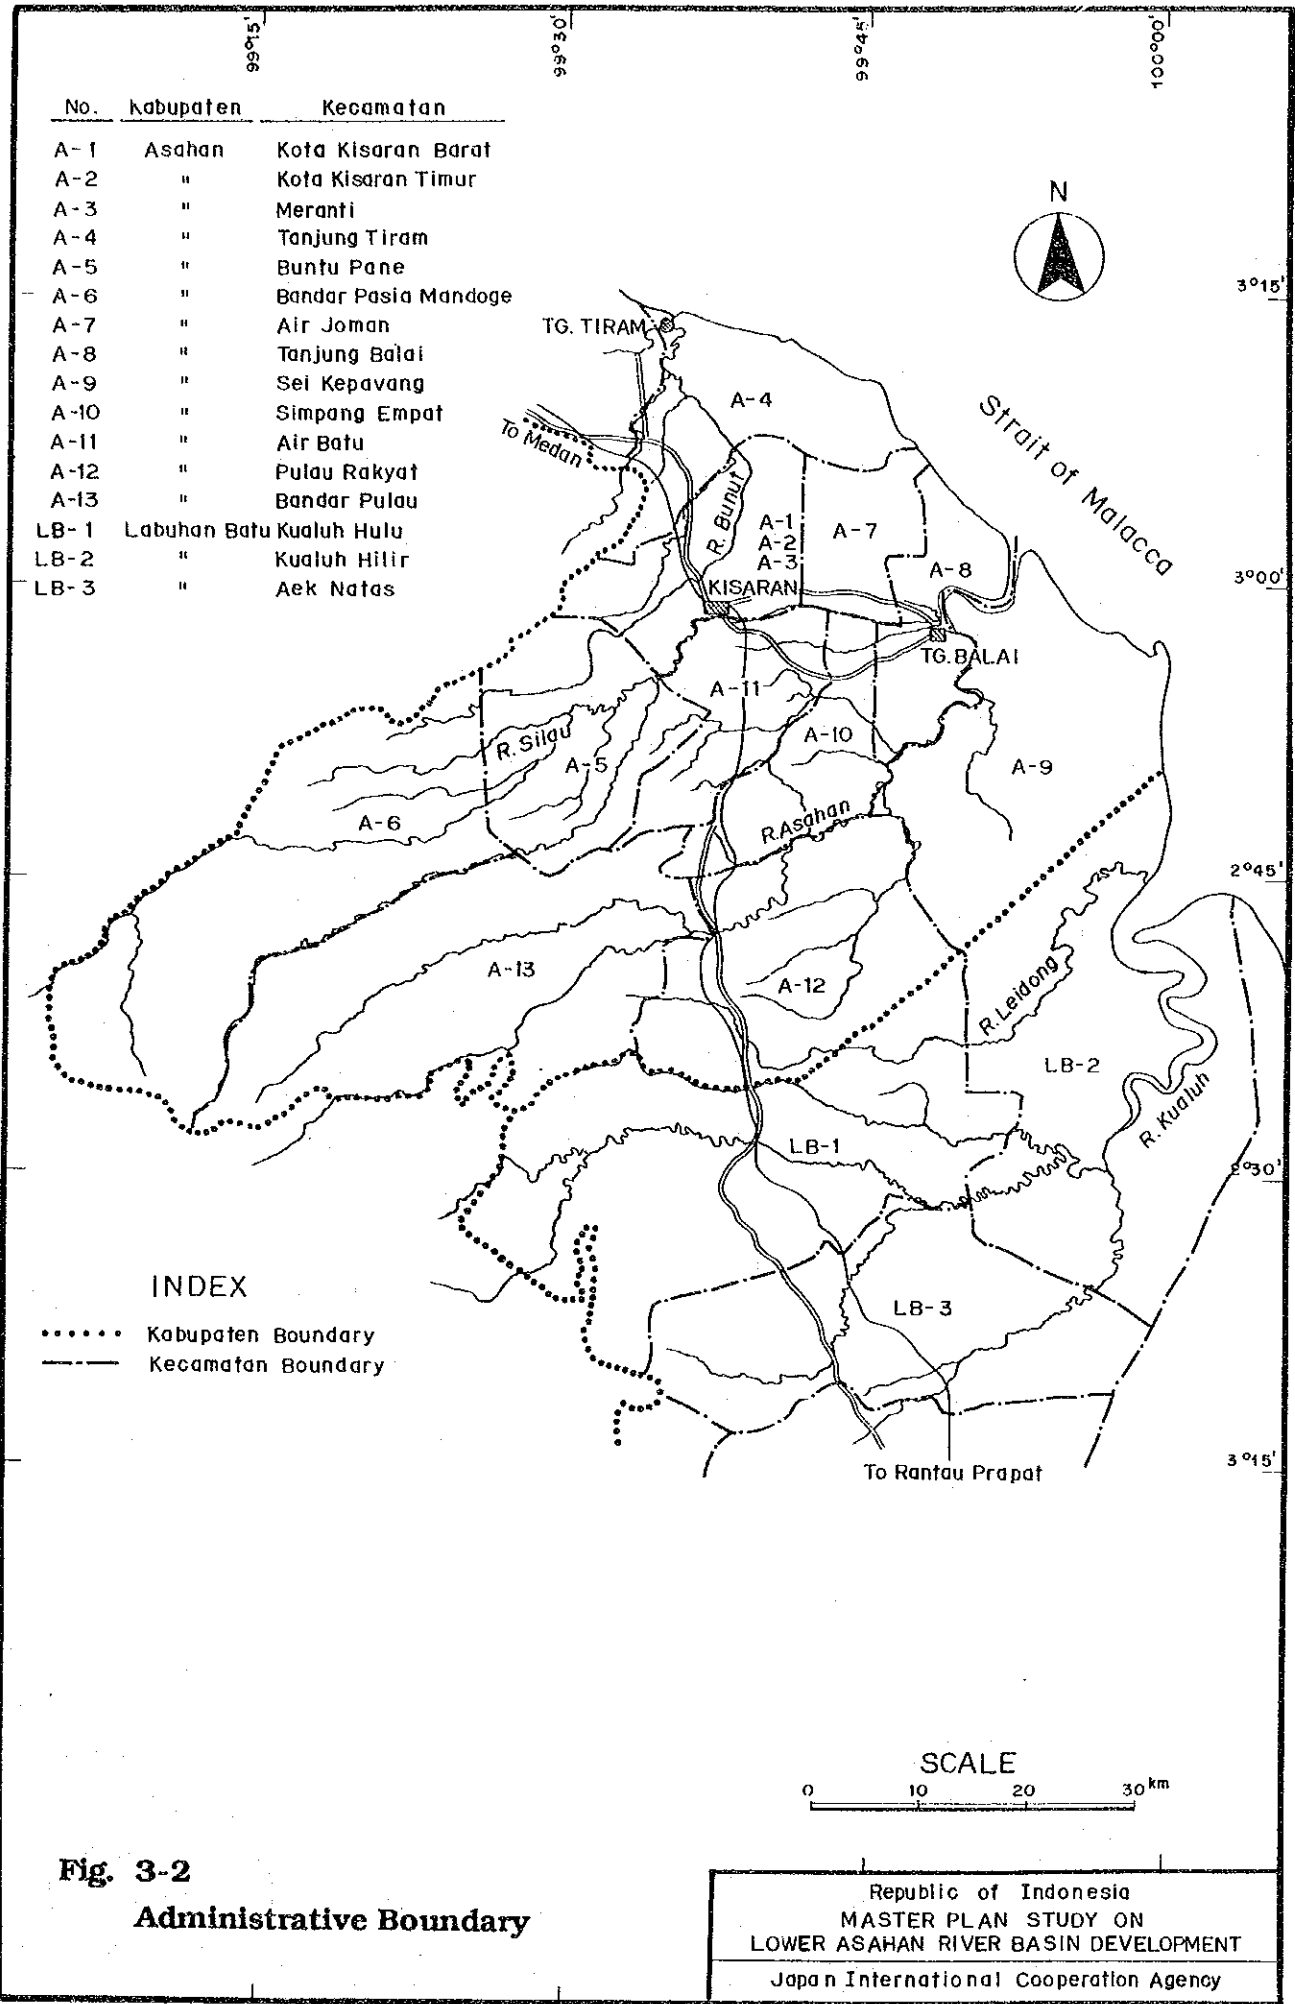 99°15'
99°30'
99°45'
100°00'
No. Kabupaten Kecamatan
A-1 Asahan Kota Kisaran Barat
A-2 " Kota Kisaran Timur
A-3 " Meranti
A-4 " Tanjung Tiram
A-5 " Buntu Pane
A-6 " Bandar Pasia Mandoge
A-7 " Air Joman
A-8 " Tanjung Balai
A-9 " Sei Kepavang
A-10 " Simpang Empat
A-11 " Air Batu
A-12 " Pulau Rakyat
A-13 " Bandar Pulau
LB-1 Labuhan Batu Kualuh Hulu
LB-2 " Kualuh Hilir
LB-3 " Aek Natas
N
3°15'
TG. TIRAM
A-4
Strait of Malacca
To Medan
R. Bunut
A-1
A-2
A-3
A-7
A-8
3°00'
KISARAN
TG. BALAI
A-11
R. Silau
A-10
A-5
A-9
A-6
R. Asahan
2°45'
A-13
A-12
R. Leidong
LB-2
R. Kualuh
LB-1
2°30'
INDEX
Kabupaten Boundary
Kecamatan Boundary
LB-3
3°15'
To Rantau Prapat
SCALE
0 10 20 30 km
Fig. 3-2
Administrative Boundary
Republic of Indonesia
MASTER PLAN STUDY ON
LOWER ASAHAN RIVER BASIN DEVELOPMENT
Japan International Cooperation Agency